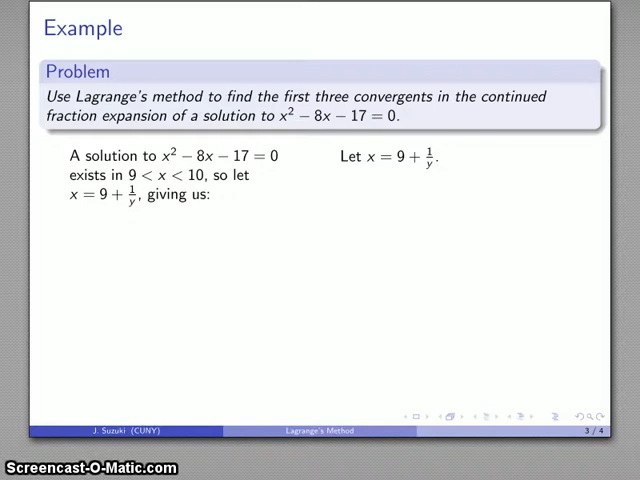 Example
Problem
Use Lagrange's method to find the first three convergents in the continued
fraction expansion of a solution to x² − 8x − 17 = 0.
A solution to x² − 8x − 17 = 0
exists in 9 < x < 10, so let
x = 9 + 1/y, giving us:
Let x = 9 + 1/y.
J. Suzuki (CUNY)
Lagrange's Method
3 / 4
Screencast-O-Matic.com